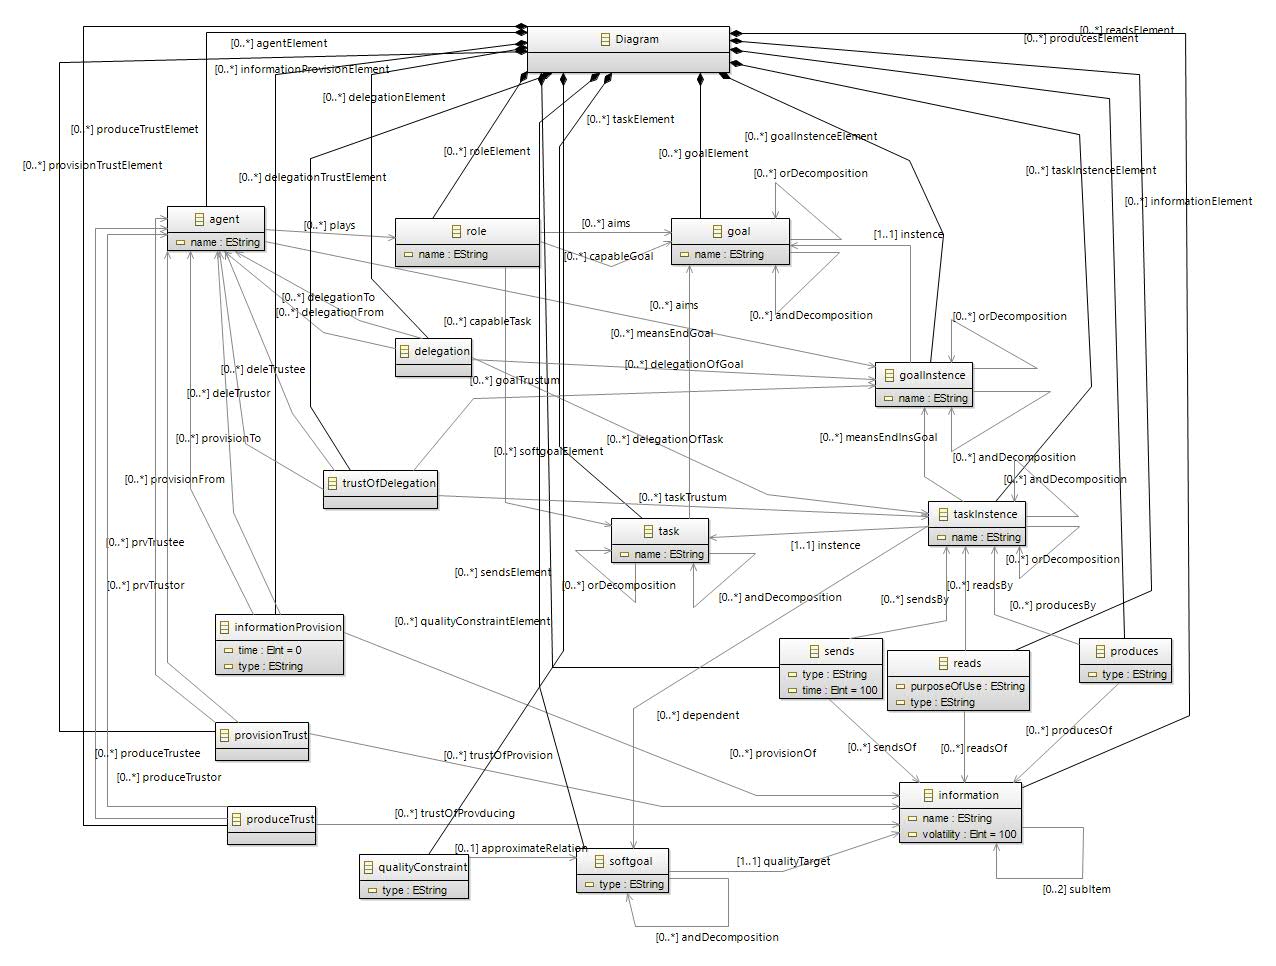 [0..*] readsElement
[0..*] producesElement
Diagram
[0..*] agentElement
[0..*] informationProvisionElement
[0..*] delegationElement
[0..*] taskElement
[0..*] produceTrustElemet
[0..*] goalInstenceElement
[0..*] roleElement
[0..*] goalElement
[0..*] provisionTrustElement
[0..*] orDecomposition
[0..*] taskInstenceElement
[0..*] delegationTrustElement
[0..*] informationElement
agent
name : EString
[0..*] plays
role
name : EString
[0..*] aims
[0..*] capableGoal
goal
name : EString
[1..1] instence
[0..*] delegationTo
[0..*] delegationFrom
[0..*] aims
[0..*] andDecomposition
[0..*] orDecomposition
[0..*] capableTask
[0..*] meansEndGoal
delegation
[0..*] delegationOfGoal
[0..*] deleTrustee
[0..*] goalTrustum
goalInstence
name : EString
[0..*] deleTrustor
[0..*] provisionTo
[0..*] delegationOfTask
[0..*] meansEndInsGoal
[0..*] softgoalElement
[0..*] andDecomposition
[0..*] provisionFrom
[0..*] andDecomposition
trustOfDelegation
[0..*] taskTrustum
taskInstence
name : EString
task
name : EString
[0..*] prvTrustee
[1..1] instence
[0..*] orDecomposition
[0..*] sendsElement
[0..*] prvTrustor
[0..*] orDecomposition
[0..*] readsBy
[0..*] andDecomposition
[0..*] sendsBy
[0..*] producesBy
[0..*] qualityConstraintElement
informationProvision
time : EInt = 0
type : EString
sends
type : EString
time : EInt = 100
reads
purposeOfUse : EString
type : EString
produces
type : EString
[0..*] dependent
[0..*] producesOf
provisionTrust
[0..*] produceTrustee
[0..*] trustOfProvision
[0..*] provisionOf
[0..*] sendsOf
[0..*] readsOf
[0..*] produceTrustor
information
name : EString
volatility : EInt = 100
produceTrust
[0..*] trustOfProvducing
[0..1] approximateRelation
qualityConstraint
type : EString
softgoal
type : EString
[1..1] qualityTarget
[0..2] subItem
[0..*] andDecomposition